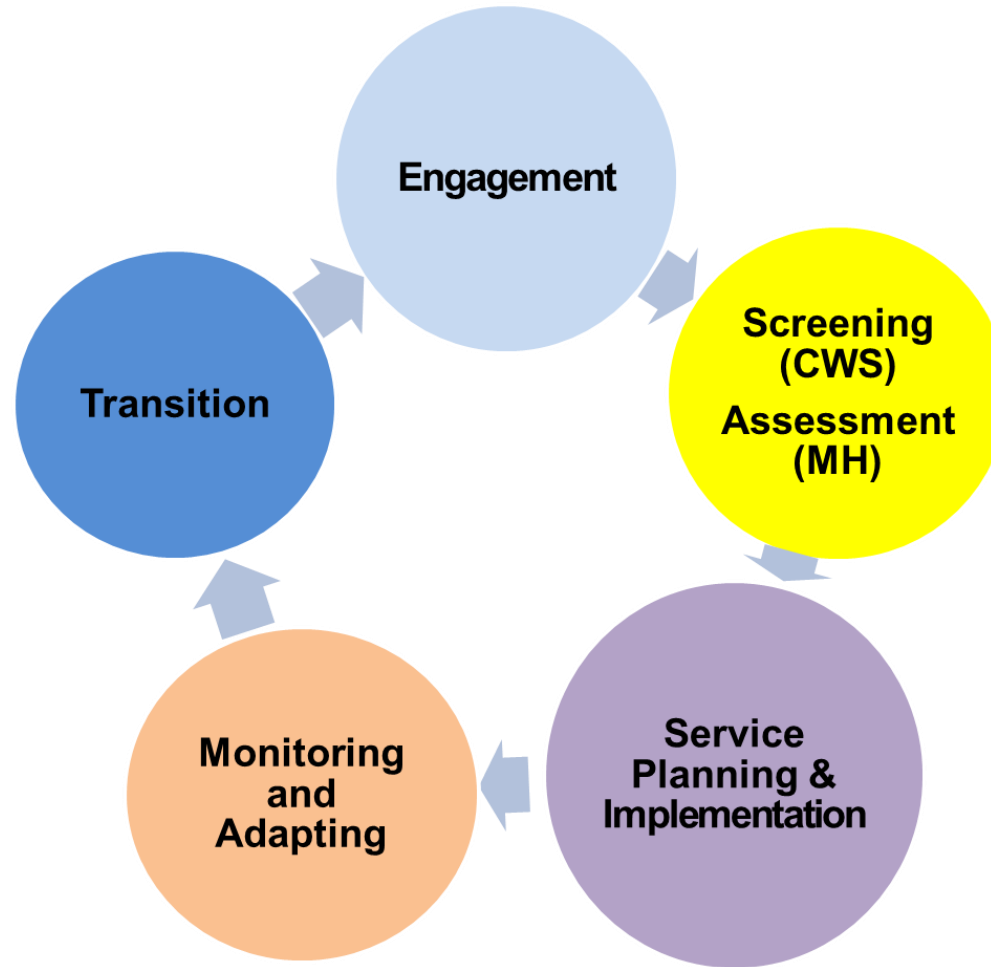 Engagement
Screening
(CWS)
Assessment
(MH)
Service
Planning &
Implementation
Monitoring
and
Adapting
Transition